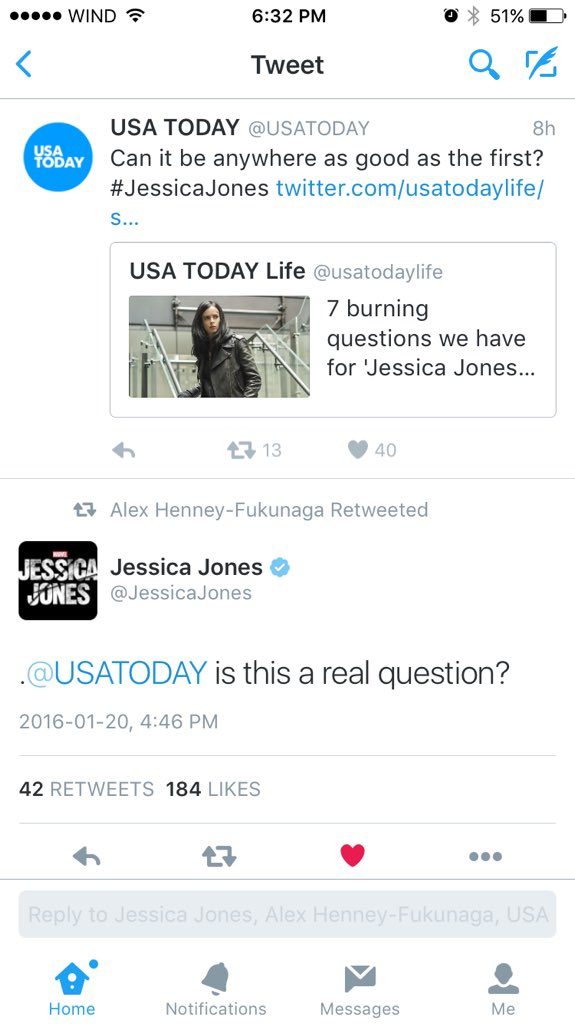 WIND 6:32 PM 51%
Tweet
USA TODAY @USATODAY 8h
USA
TODAY
Can it be anywhere as good as the first?
#JessicaJones twitter.com/usatodaylife/
s...
USA TODAY Life @usatodaylife
7 burning
questions we have
for 'Jessica Jones...
13 40
Alex Henney-Fukunaga Retweeted
MARVEL
JESSICA
JONES
Jessica Jones
@JessicaJones
.@USATODAY is this a real question?
2016-01-20, 4:46 PM
42 RETWEETS 184 LIKES
Reply to Jessica Jones, Alex Henney-Fukunaga, USA
Home Notifications Messages Me